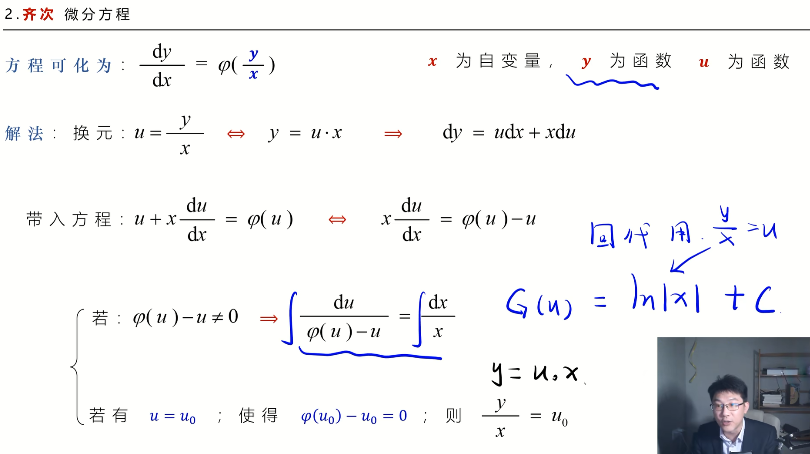 2.齐次 微分方程
方程可化为: dy/dx = φ(y/x) x 为自变量, y 为函数 u 为函数
解法: 换元: u = y/x ⇔ y = u·x ⇒ dy = udx + xdu
带入方程: u + x du/dx = φ(u) ⇔ x du/dx = φ(u) − u
回代 用 y/x = u
G(u) = ln|x| + C
若: φ(u) − u ≠ 0 ⇒ ∫ du/(φ(u) − u) = ∫ dx/x
y = u₀x
若有 u = u₀ ; 使得 φ(u₀) − u₀ = 0 ; 则 y/x = u₀